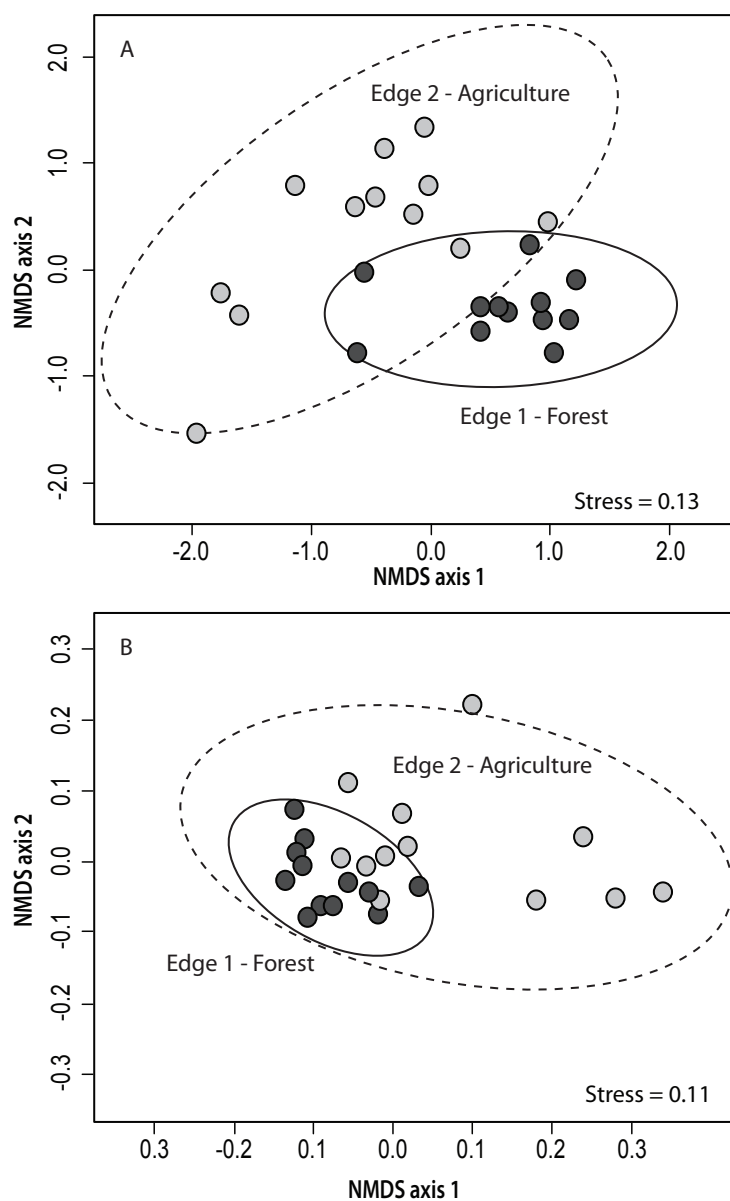 A
Edge 2 - Agriculture
Edge 1 - Forest
Stress = 0.13
2.0
1.0
0.0
-1.0
-2.0
NMDS axis 2
-2.0 -1.0 0.0 1.0 2.0
NMDS axis 1
B
Edge 2 - Agriculture
Edge 1 - Forest
Stress = 0.11
0.3
0.2
0.1
0.0
-0.1
-0.2
-0.3
NMDS axis 2
0.3 -0.2 0.1 0.0 0.1 0.2 0.3
NMDS axis 1